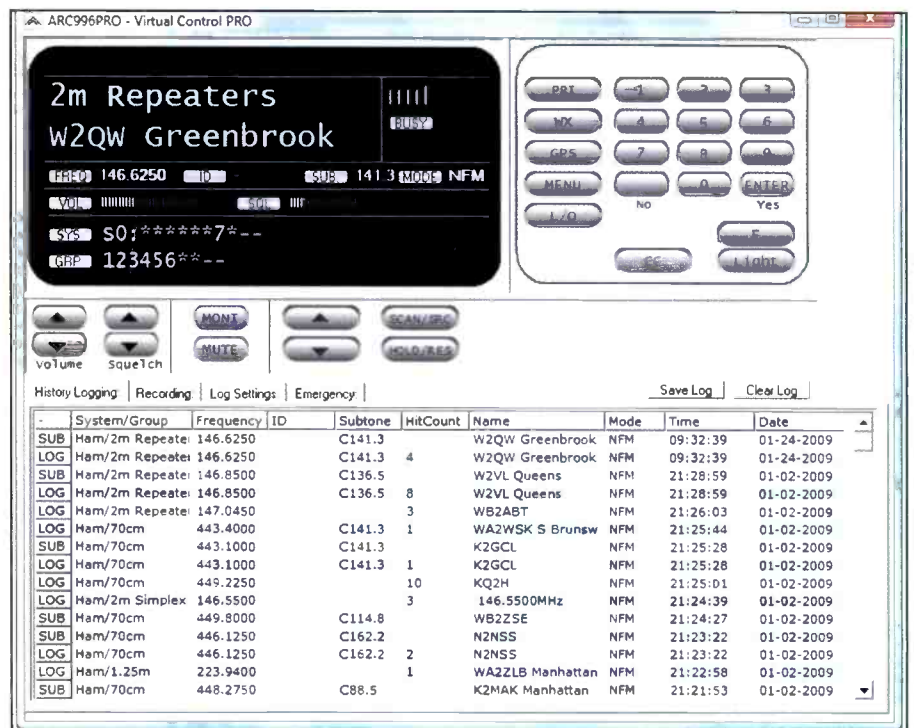 ARC996PRO - Virtual Control PRO
2m Repeaters
W2QW Greenbrook
BUSY
FREQ 146.6250 ID - SUB 141.3 MODE NFM
VOL SQL
SYS S0:******7*--
GRP 123456**--
PRI 1 2 3
WX 4 5 6
GPS 7 8 9
MENU . 0 ENTER
No Yes
L/O
F
Light
MONI
MUTE
SCAN/SRC
HOLD/RES
Volume Squelch
History Logging Recording Log Settings Emergency Save Log Clear Log
- System/Group Frequency ID Subtone HitCount Name Mode Time Date
SUB Ham/2m Repeater 146.6250 C141.3 W2QW Greenbrook NFM 09:32:39 01-24-2009
LOG Ham/2m Repeater 146.6250 C141.3 4 W2QW Greenbrook NFM 09:32:39 01-24-2009
SUB Ham/2m Repeater 146.8500 C136.5 W2VL Queens NFM 21:28:59 01-02-2009
LOG Ham/2m Repeater 146.8500 C136.5 8 W2VL Queens NFM 21:28:59 01-02-2009
LOG Ham/2m Repeater 147.0450 3 WB2ABT NFM 21:26:03 01-02-2009
LOG Ham/70cm 443.4000 C141.3 1 WA2WSK S Brunsw NFM 21:25:44 01-02-2009
SUB Ham/70cm 443.1000 C141.3 K2GCL NFM 21:25:28 01-02-2009
LOG Ham/70cm 443.1000 C141.3 1 K2GCL NFM 21:25:28 01-02-2009
LOG Ham/70cm 449.2250 10 KQ2H NFM 21:25:01 01-02-2009
LOG Ham/2m Simplex 146.5500 3 146.5500MHz NFM 21:24:39 01-02-2009
SUB Ham/70cm 449.8000 C114.8 WB2ZSE NFM 21:24:27 01-02-2009
SUB Ham/70cm 446.1250 C162.2 N2NSS NFM 21:23:22 01-02-2009
LOG Ham/70cm 446.1250 C162.2 2 N2NSS NFM 21:23:22 01-02-2009
LOG Ham/1.25m 223.9400 1 WA2ZLB Manhattan NFM 21:22:58 01-02-2009
SUB Ham/70cm 448.2750 C88.5 K2MAK Manhattan NFM 21:21:53 01-02-2009